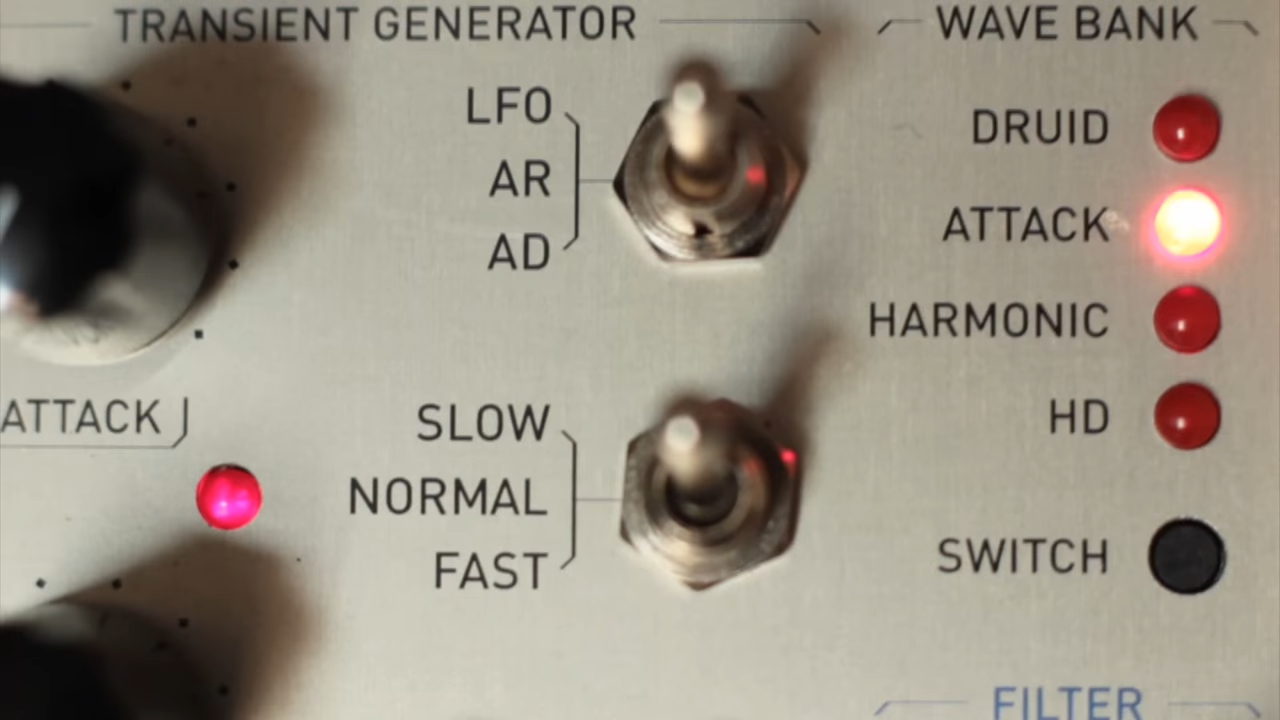 TRANSIENT GENERATOR
LFO
AR
AD
ATTACK
SLOW
NORMAL
FAST
WAVE BANK
DRUID
ATTACK
HARMONIC
HD
SWITCH
FILTER